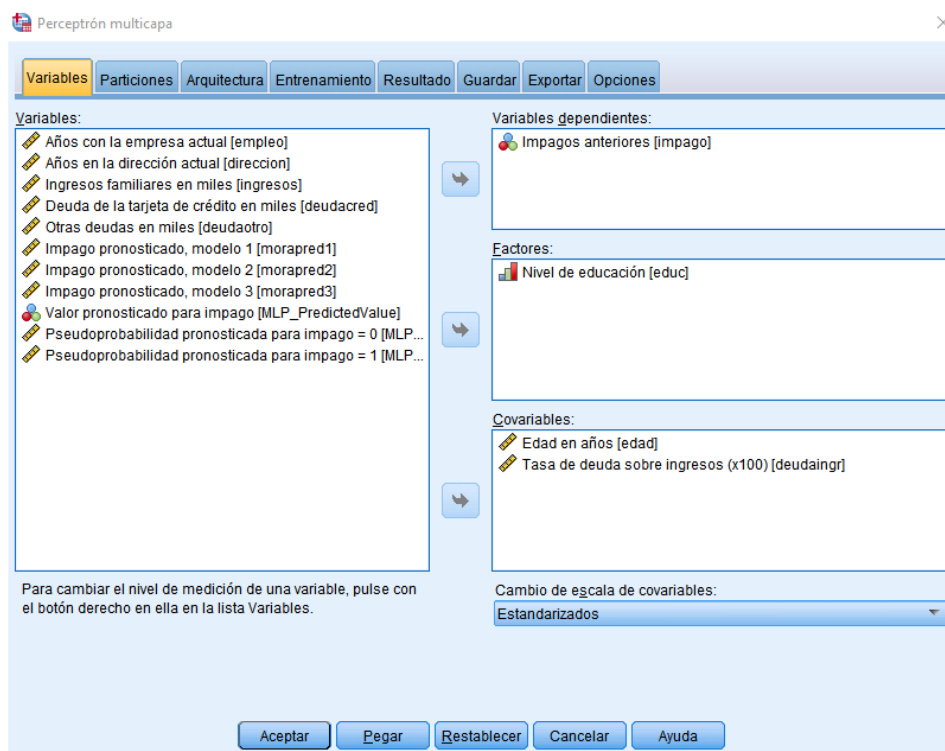 Perceptrón multicapa
Variables Particiones Arquitectura Entrenamiento Resultado Guardar Exportar Opciones
Variables:
Años con la empresa actual [empleo]
Años en la dirección actual [direccion]
Ingresos familiares en miles [ingresos]
Deuda de la tarjeta de crédito en miles [deudacred]
Otras deudas en miles [deudaotro]
Impago pronosticado, modelo 1 [morapred1]
Impago pronosticado, modelo 2 [morapred2]
Impago pronosticado, modelo 3 [morapred3]
Valor pronosticado para impago [MLP_PredictedValue]
Pseudoprobabilidad pronosticada para impago = 0 [MLP...
Pseudoprobabilidad pronosticada para impago = 1 [MLP...
Para cambiar el nivel de medición de una variable, pulse con
el botón derecho en ella en la lista Variables.
Variables dependientes:
Impagos anteriores [impago]
Factores:
Nivel de educación [educ]
Covariables:
Edad en años [edad]
Tasa de deuda sobre ingresos (x100) [deudaingr]
Cambio de escala de covariables:
Estandarizados
Aceptar Pegar Restablecer Cancelar Ayuda